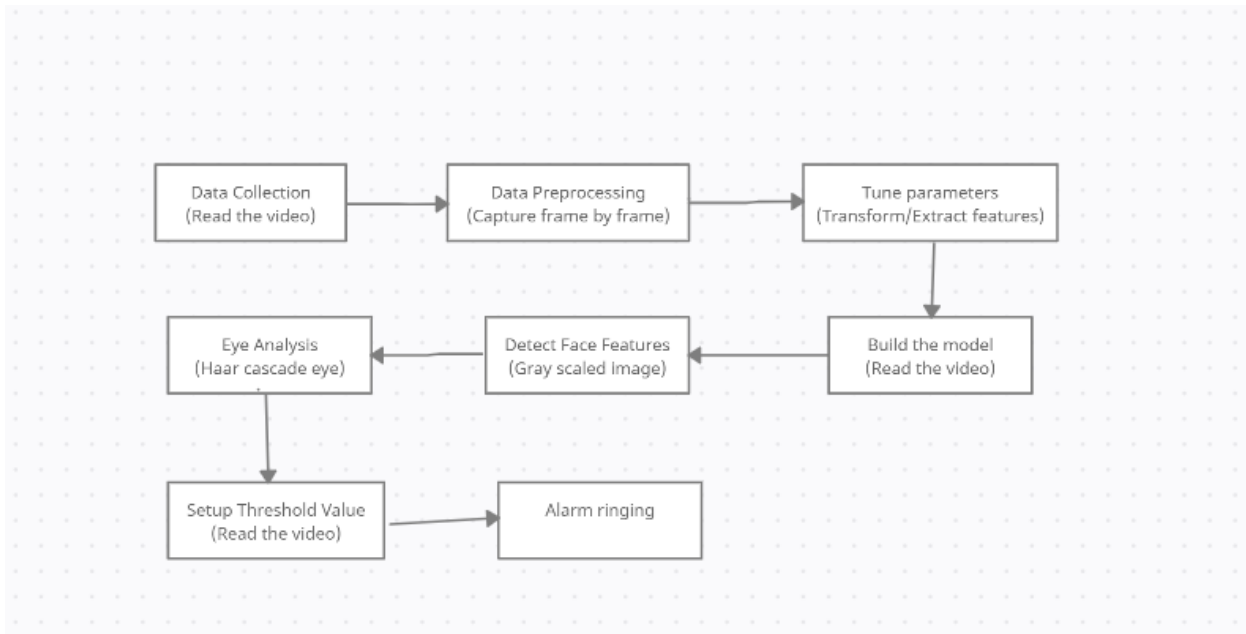 Data Collection
(Read the video)
Data Preprocessing
(Capture frame by frame)
Tune parameters
(Transform/Extract features)
Build the model
(Read the video)
Detect Face Features
(Gray scaled image)
Eye Analysis
(Haar cascade eye)
Setup Threshold Value
(Read the video)
Alarm ringing